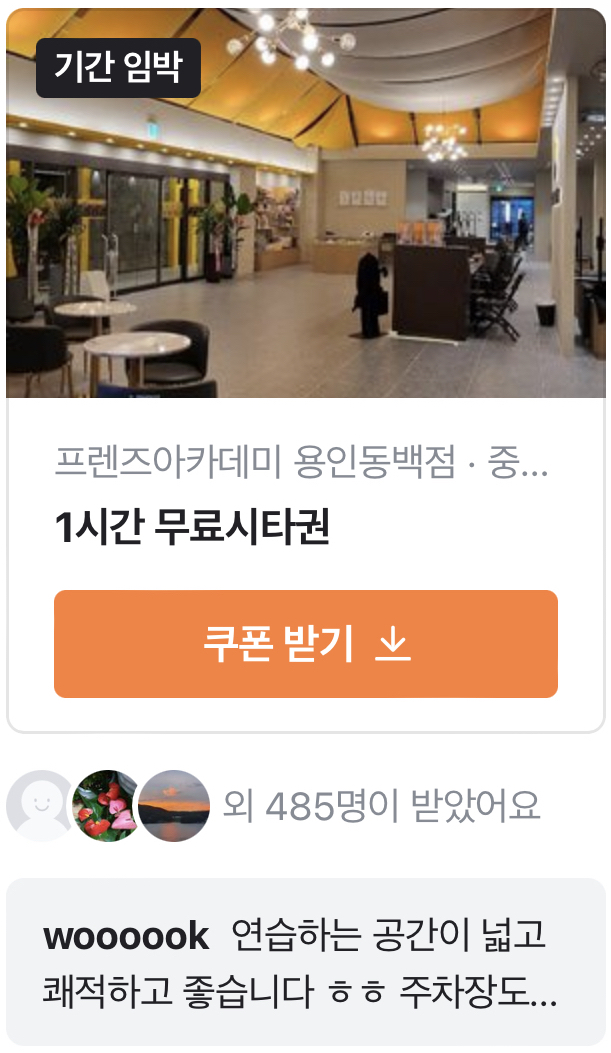 기간 임박
프렌즈아카데미 용인동백점 · 중...
1시간 무료시타권
쿠폰 받기
외 485명이 받았어요
woooook 연습하는 공간이 넓고
쾌적하고 좋습니다 ㅎㅎ 주차장도...